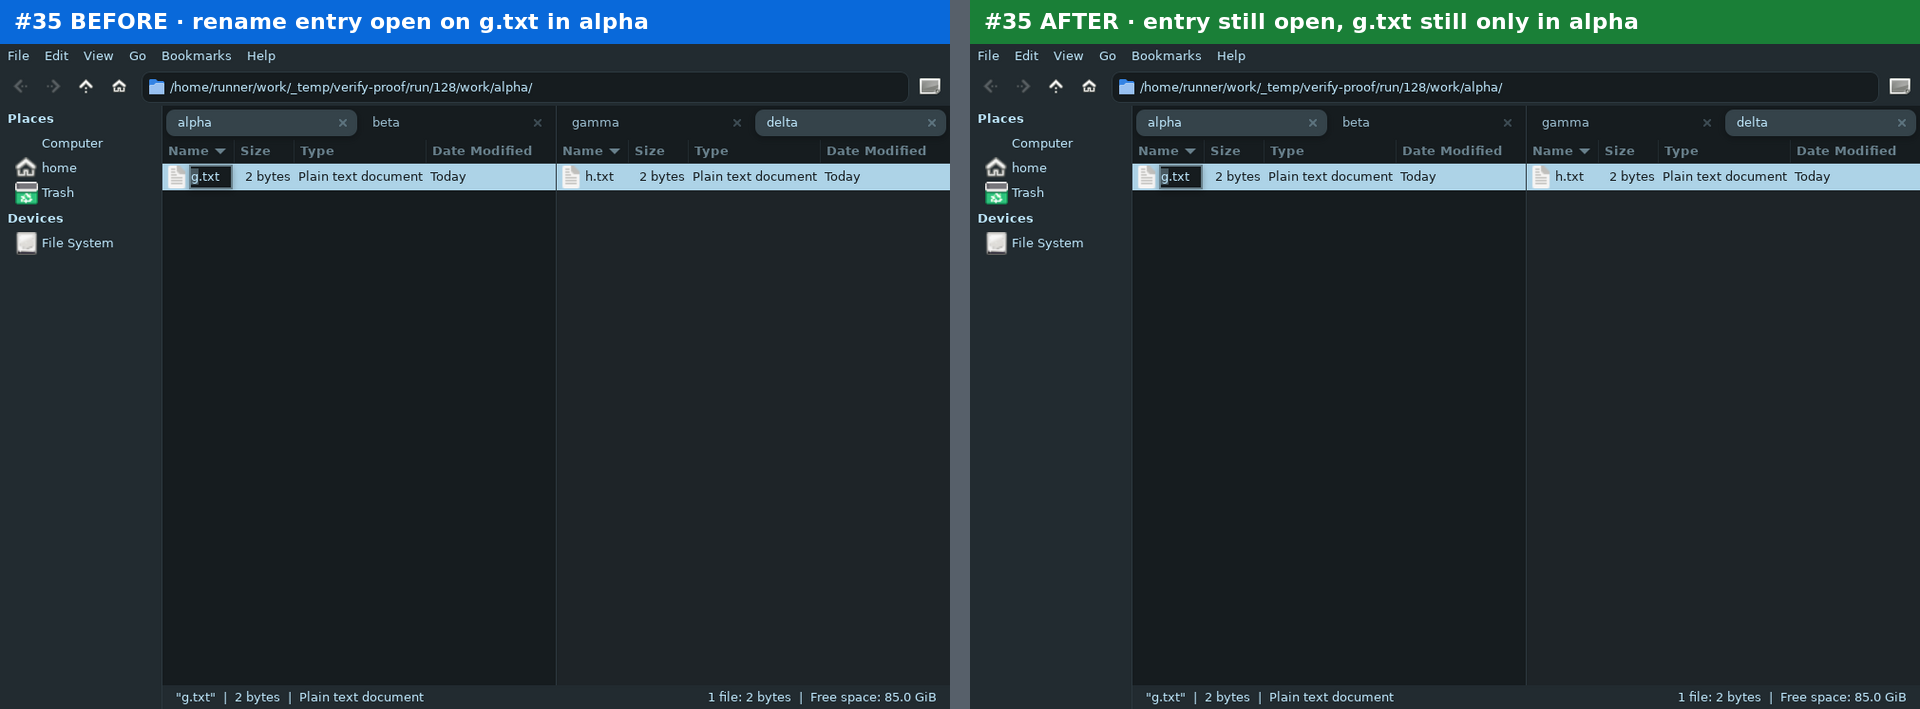 #35 BEFORE · rename entry open on g.txt in alpha
File Edit View Go Bookmarks Help
/home/runner/work/_temp/verify-proof/run/128/work/alpha/
Places
Computer
home
Trash
Devices
File System
alpha beta gamma delta
Name Size Type Date Modified Name Size Type Date Modified
g.txt 2 bytes Plain text document Today h.txt 2 bytes Plain text document Today
"g.txt" | 2 bytes | Plain text document 1 file: 2 bytes | Free space: 85.0 GiB
#35 AFTER · entry still open, g.txt still only in alpha
File Edit View Go Bookmarks Help
/home/runner/work/_temp/verify-proof/run/128/work/alpha/
Places
Computer
home
Trash
Devices
File System
alpha beta gamma delta
Name Size Type Date Modified Name Size Type Date Modified
g.txt 2 bytes Plain text document Today h.txt 2 bytes Plain text document Today
"g.txt" | 2 bytes | Plain text document 1 file: 2 bytes | Free space: 85.0 GiB